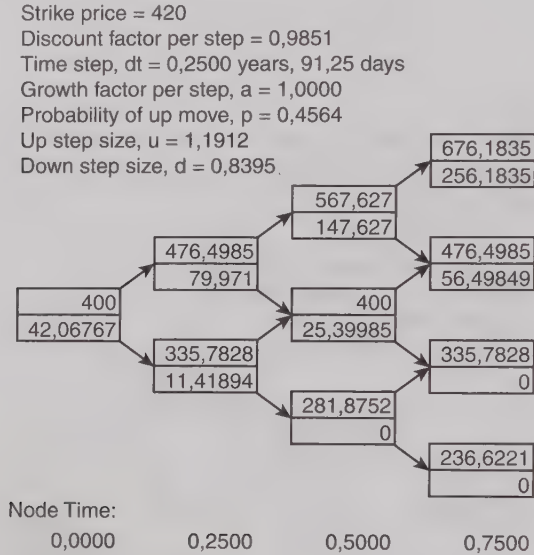 Strike price = 420
Discount factor per step = 0,9851
Time step, dt = 0,2500 years, 91,25 days
Growth factor per step, a = 1,0000
Probability of up move, p = 0,4564
Up step size, u = 1,1912
Down step size, d = 0,8395
676,1835
256,1835
567,627
147,627
476,4985
79,971
476,4985
56,49849
400
42,06767
400
25,39985
335,7828
11,41894
335,7828
0
281,8752
0
236,6221
0
Node Time:
0,0000 0,2500 0,5000 0,7500